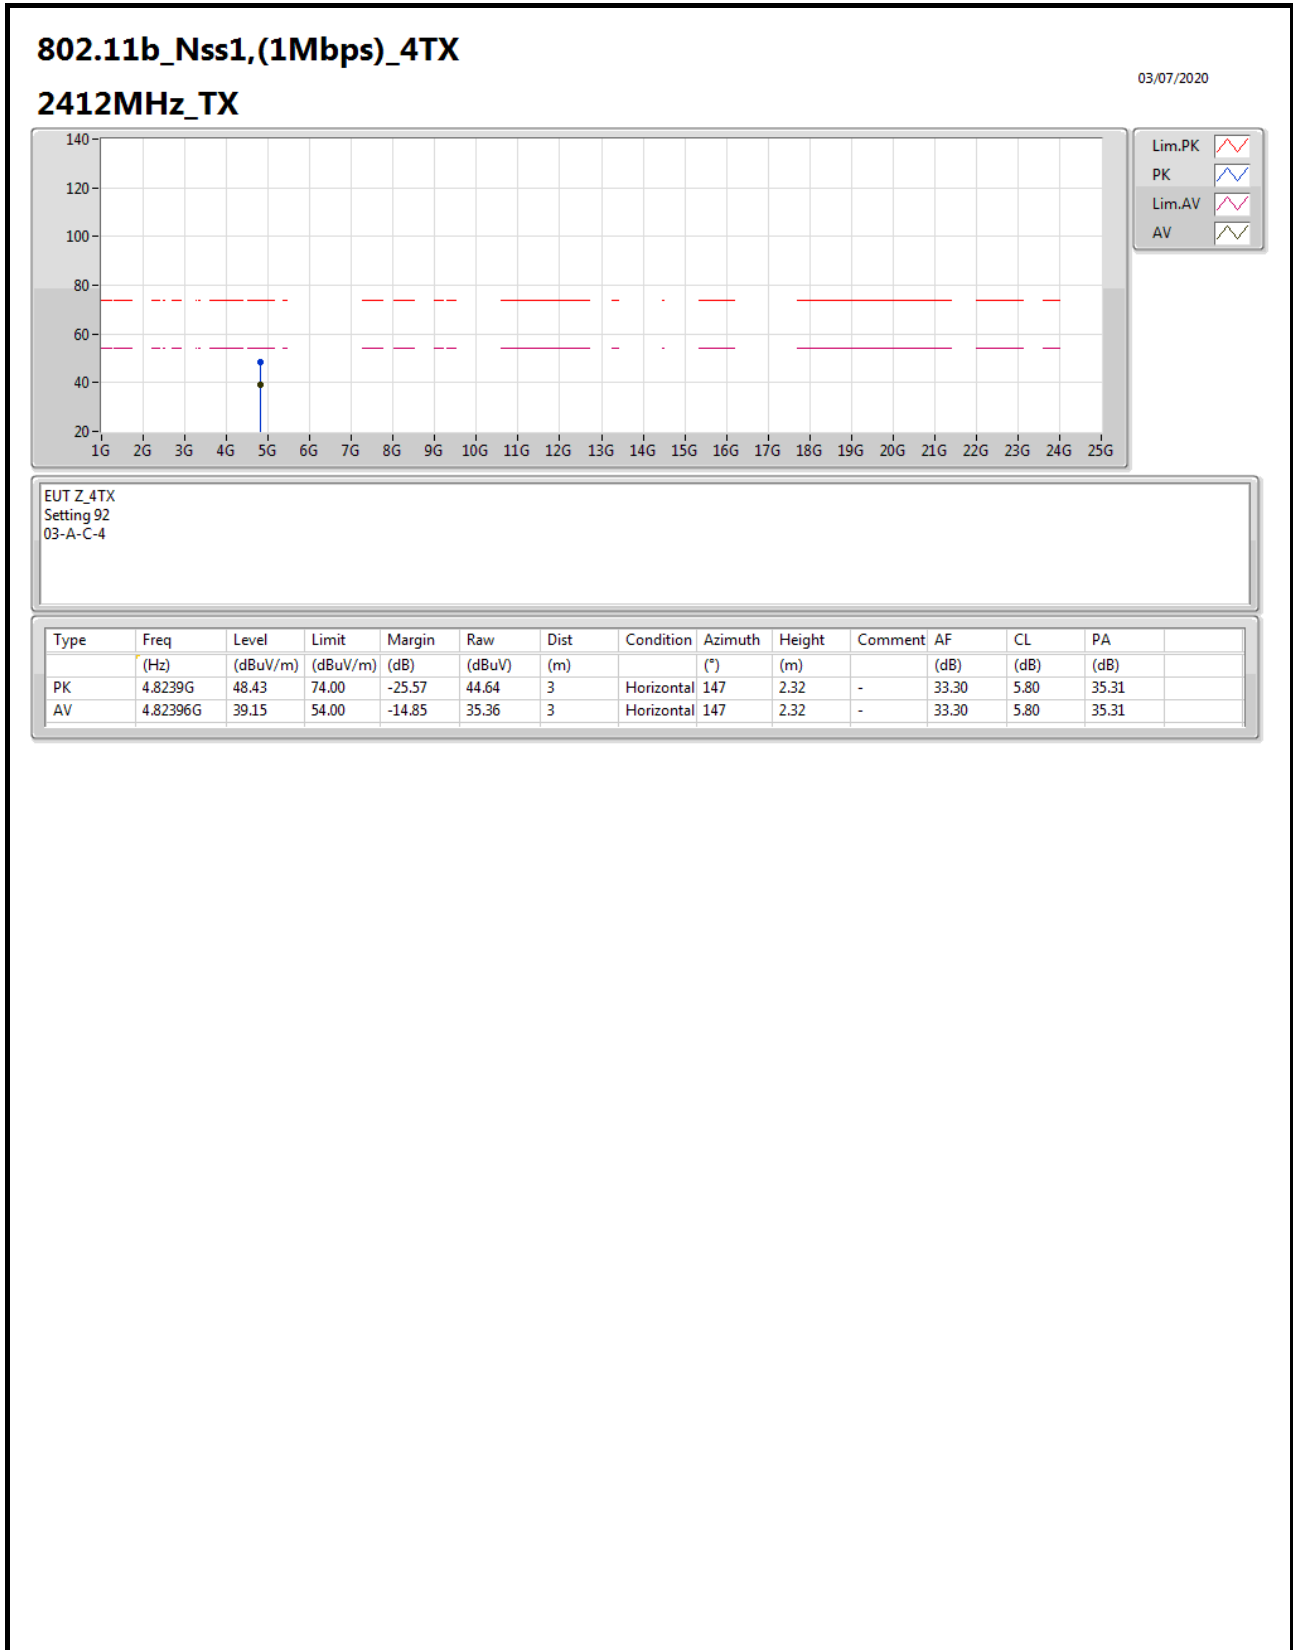 802.11b_Nss1,(1Mbps)_4TX
03/07/2020
2412MHz_TX
140
120
100
80
60
40
20
1G 2G 3G 4G 5G 6G 7G 8G 9G 10G 11G 12G 13G 14G 15G 16G 17G 18G 19G 20G 21G 22G 23G 24G 25G
Lim.PK
PK
Lim.AV
AV
EUT Z_4TX
Setting 92
03-A-C-4
Type Freq Level Limit Margin Raw Dist Condition Azimuth Height Comment AF CL PA
(Hz) (dBuV/m) (dBuV/m) (dB) (dBuV) (m) (°) (m) (dB) (dB) (dB)
PK 4.8239G 48.43 74.00 -25.57 44.64 3 Horizontal 147 2.32 - 33.30 5.80 35.31
AV 4.82396G 39.15 54.00 -14.85 35.36 3 Horizontal 147 2.32 - 33.30 5.80 35.31